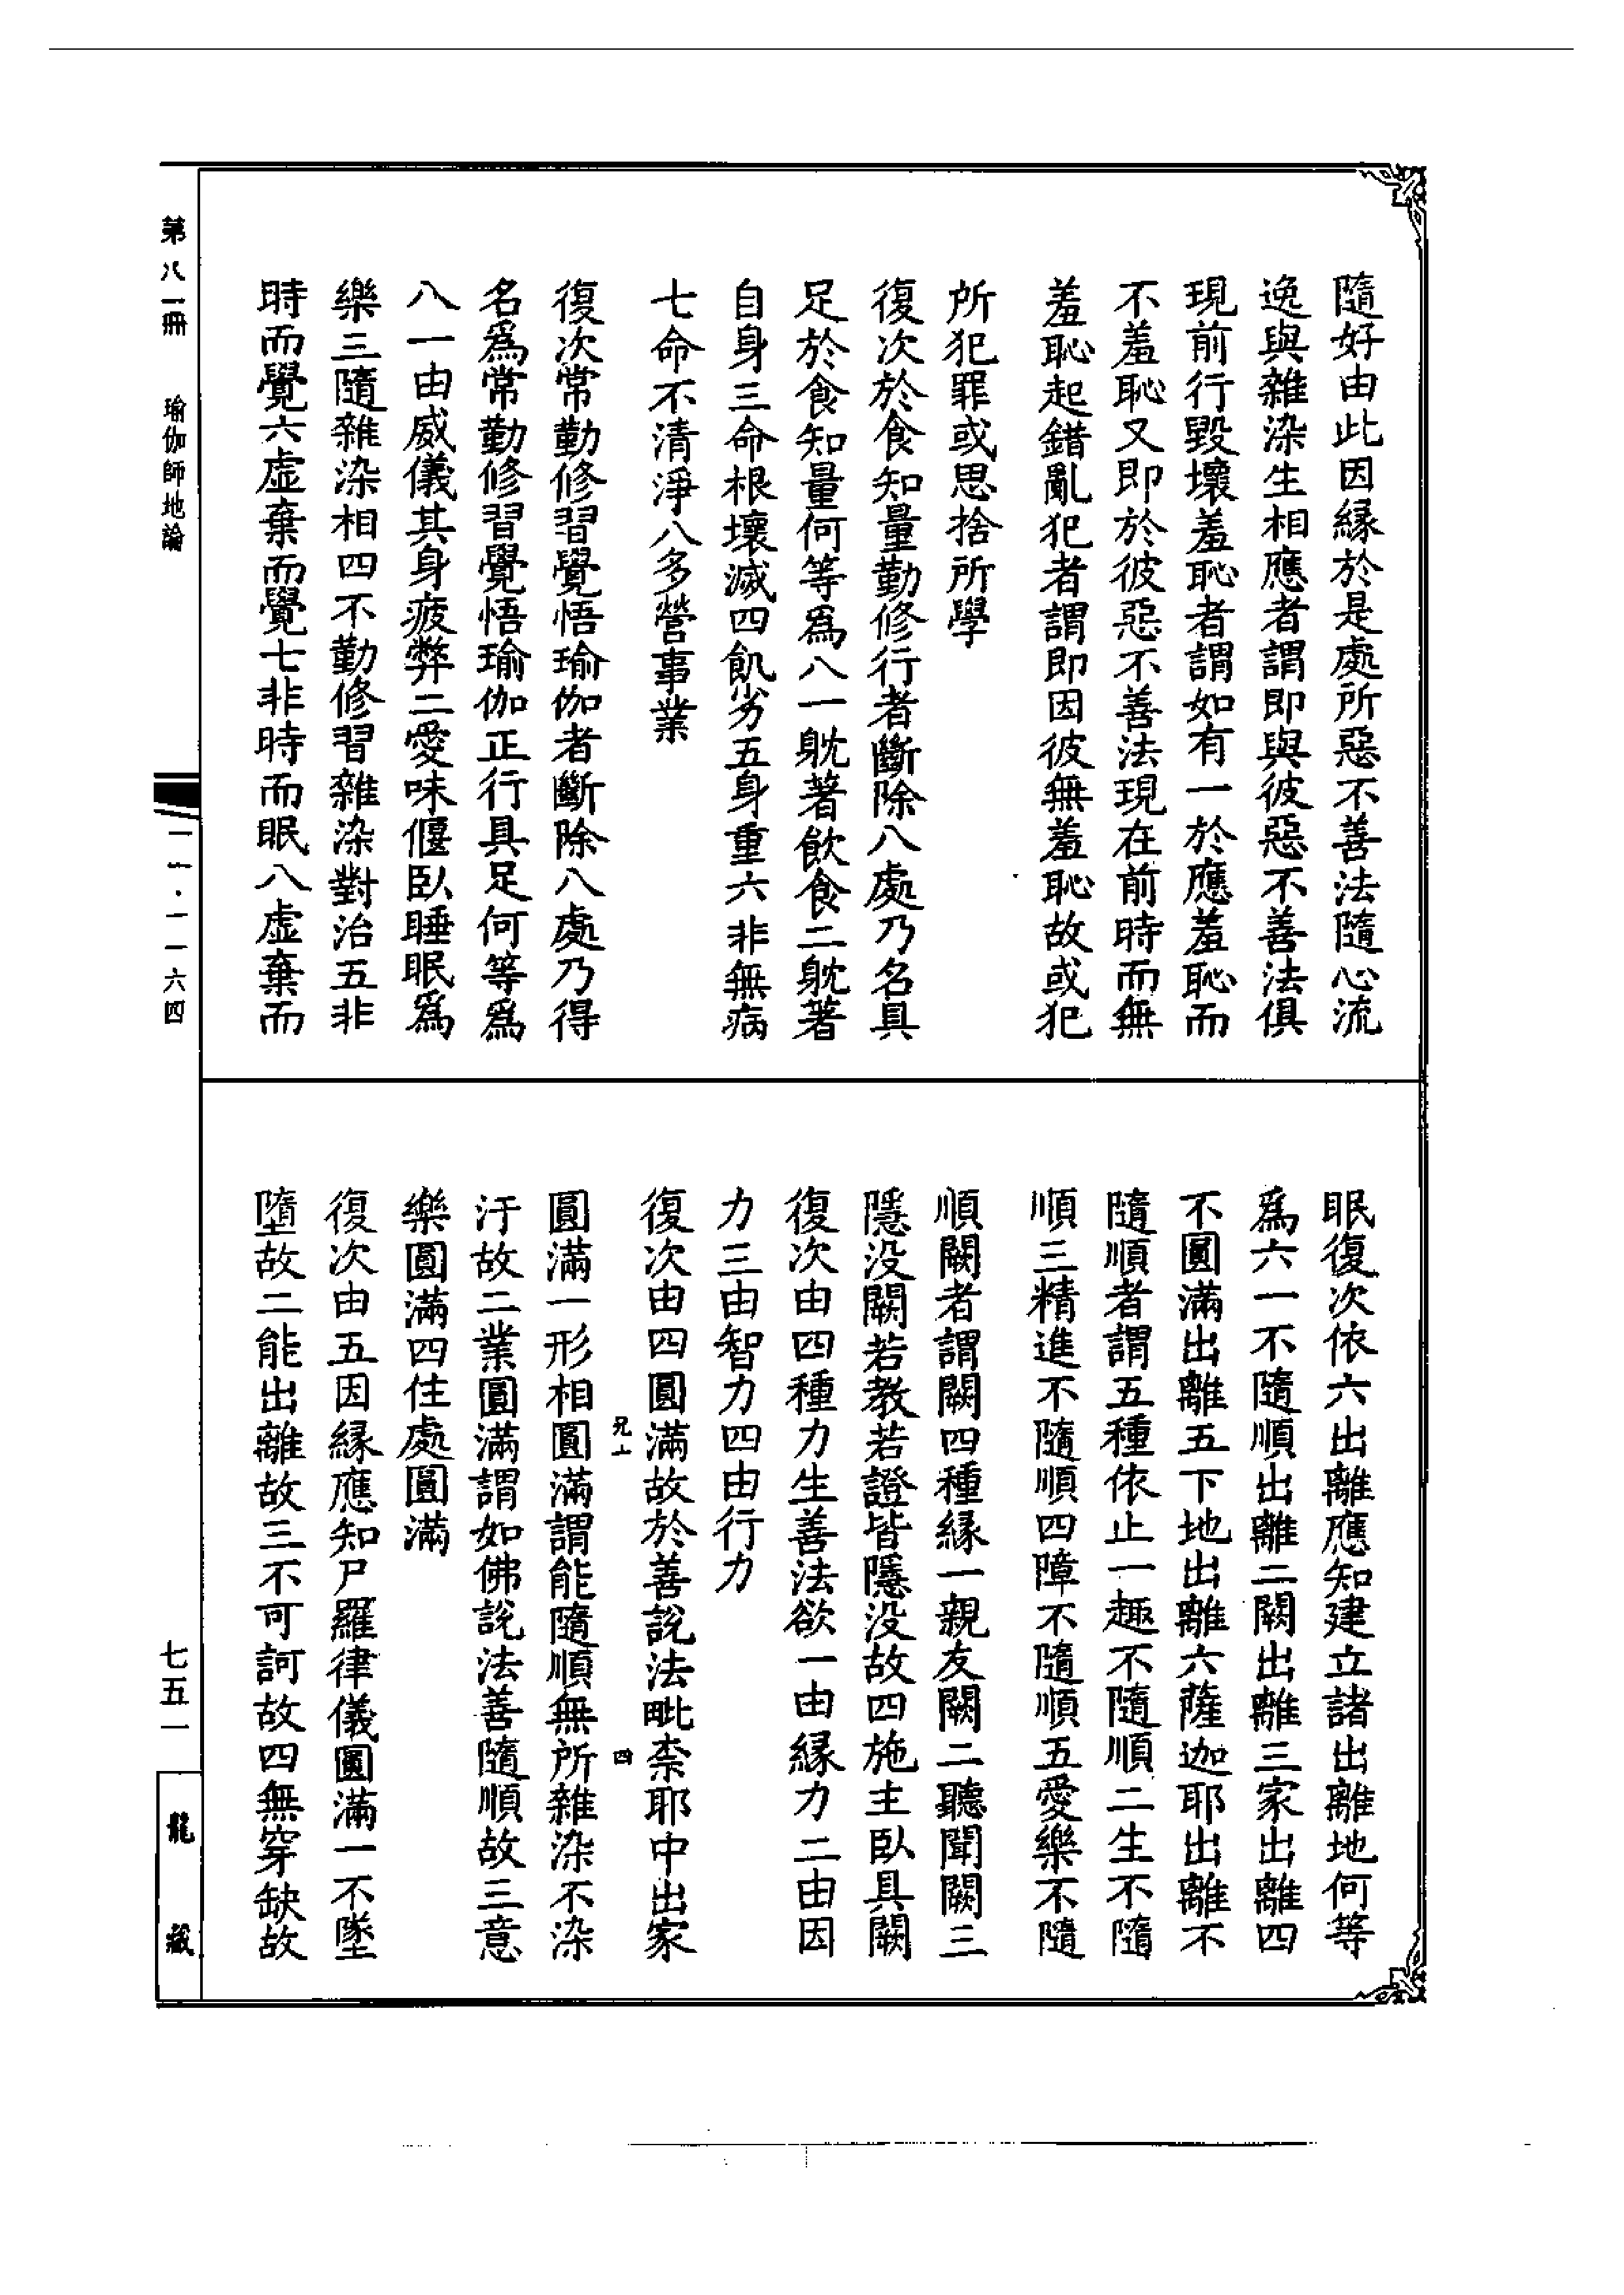 隨好由此因緣於是處所惡不善法隨心流
逸與雜染生相應者謂即與彼惡不善法俱
現前行毀壞羞恥者謂如有一於應羞恥而
不羞恥又即於彼惡不善法現在前時而無
羞恥起錯亂犯者謂即因彼無羞恥故或犯
所犯罪或思捨所學
復次於食知量勤修行者斷除八處乃名具
足於食知量何等爲八一躭著飲食二躭著
自身三命根壞滅四飢劣五身重六非無病
七命不清淨八多營事業
復次常勤修習覺悟瑜伽者斷除八處乃得
名爲常勤修習覺悟瑜伽正行具足何等爲
八一由威儀其身疲弊二愛味偃臥睡眠爲
樂三隨雜染相四不勤修習雜染對治五非
時而覺六虛棄而覺七非時而眠八虛棄而
眠復次依六出離應知建立諸出離地何等
爲六一不隨順出離二闕出離三家出離四
不圓滿出離五下地出離六薩迦耶出離不
隨順者謂五種依止一趣不隨順二生不隨
順三精進不隨順四障不隨順五愛樂不隨
順闕者謂闕四種緣一親友闕二聽聞闕三
隱没闕若教若證皆隱没故四施主臥具闕
復次由四種力生善法欲一由緣力二由因
力三由智力四由行力
復次由四圓滿故於善說法毗柰耶中出家
圓滿一形相圓滿謂能隨順無所雜染不染
汙故二業圓滿謂如佛說法善隨順故三意
樂圓滿四住處圓滿
復次由五因緣應知尸羅律儀圓滿一不墜
墮故二能出離故三不可訶故四無穿缺故
第八一冊　瑜伽師地論
一一·一一六四
七五一
龍藏
四